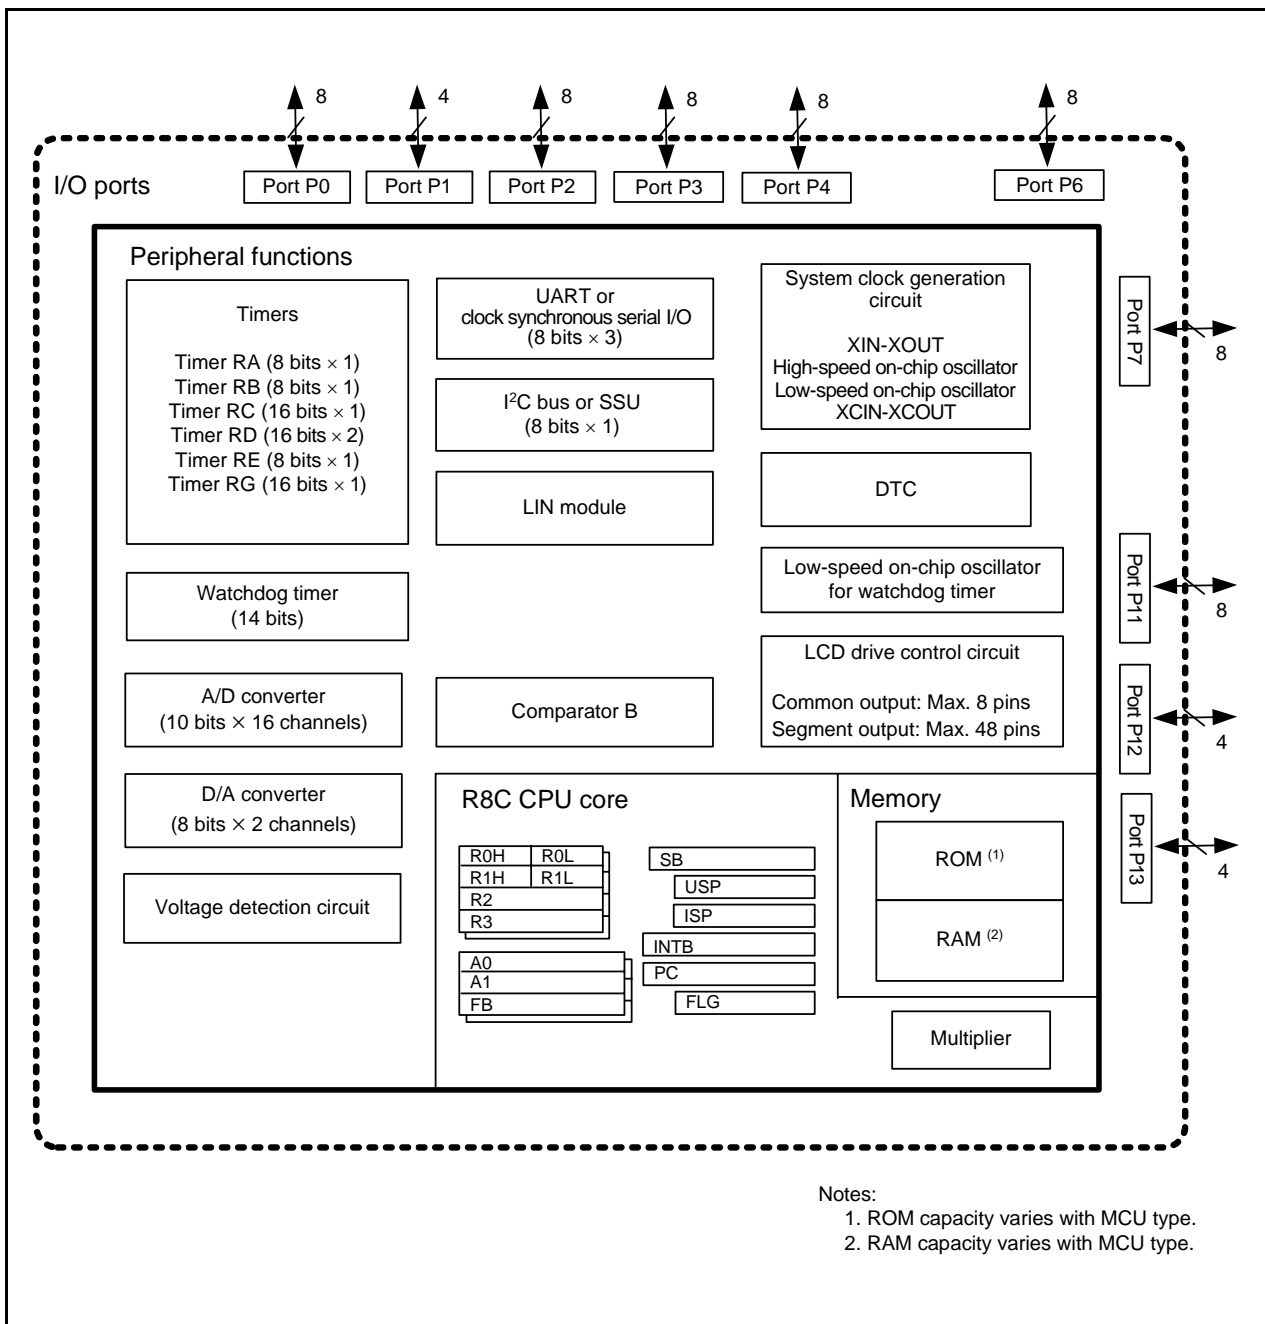 8
4
8
8
8
8
I/O ports
Port P0
Port P1
Port P2
Port P3
Port P4
Port P6
Peripheral functions
Timers
Timer RA (8 bits × 1)
Timer RB (8 bits × 1)
Timer RC (16 bits × 1)
Timer RD (16 bits × 2)
Timer RE (8 bits × 1)
Timer RG (16 bits × 1)
Watchdog timer
(14 bits)
A/D converter
(10 bits × 16 channels)
D/A converter
(8 bits × 2 channels)
Voltage detection circuit
UART or
clock synchronous serial I/O
(8 bits × 3)
I²C bus or SSU
(8 bits × 1)
LIN module
Comparator B
System clock generation
circuit
XIN-XOUT
High-speed on-chip oscillator
Low-speed on-chip oscillator
XCIN-XCOUT
DTC
Low-speed on-chip oscillator
for watchdog timer
LCD drive control circuit
Common output: Max. 8 pins
Segment output: Max. 48 pins
Port P7
8
Port P11
8
Port P12
4
Port P13
4
R8C CPU core
R0H
R0L
R1H
R1L
R2
R3
A0
A1
FB
SB
USP
ISP
INTB
PC
FLG
Memory
ROM (1)
RAM (2)
Multiplier
Notes:
1. ROM capacity varies with MCU type.
2. RAM capacity varies with MCU type.